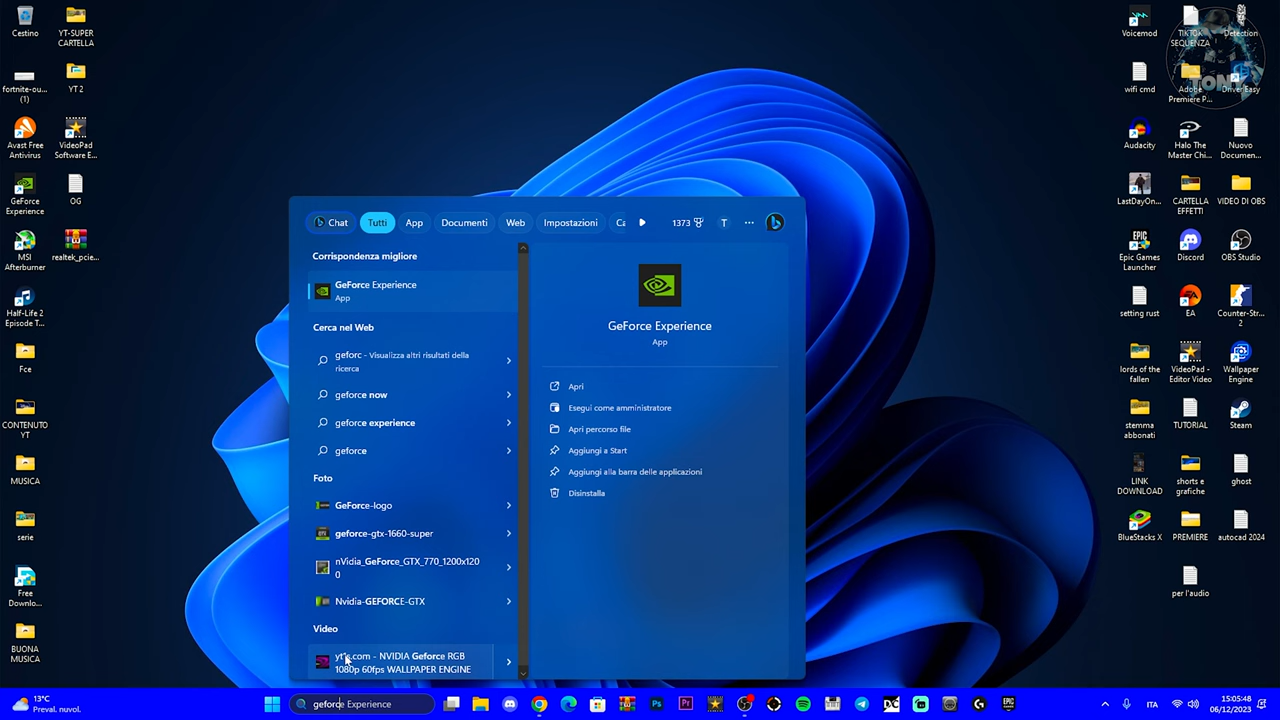 Cestino
YT-SUPER
CARTELLA
fortnite-ou...
(1)
YT 2
Avast Free
Antivirus
VideoPad
Software E...
GeForce
Experience
OG
MSI
Afterburner
realtek_pcie...
Half-Life 2
Episode T...
Fce
CONTENUTO
YT
MUSICA
serie
Free
Downlo...
BUONA
MUSICA
Chat
Tutti
App
Documenti
Web
Impostazioni
Ca
1373
T
Corrispondenza migliore
GeForce Experience
App
Cerca nel Web
geforc - Visualizza altri risultati della
ricerca
geforce now
geforce experience
geforce
Foto
GeForce-logo
geforce-gtx-1660-super
nVidia_GeForce_GTX_770_1200x120
0
Nvidia-GEFORCE-GTX
Video
yt1s.com - NVIDIA Geforce RGB
1080p 60fps WALLPAPER ENGINE
GeForce Experience
App
Apri
Esegui come amministratore
Apri percorso file
Aggiungi a Start
Aggiungi alla barra delle applicazioni
Disinstalla
Voicemod
TIKTOK
SEQUENZA
Detection
TONY
wifi cmd
Adobe
Premiere P...
Driver Easy
Audacity
Halo The
Master Chi...
Nuovo
Documen...
LastDayOn...
CARTELLA
EFFETTI
VIDEO DI OBS
Epic Games
Launcher
Discord
OBS Studio
setting rust
EA
Counter-Str...
2
lords of the
fallen
VideoPad -
Editor Video
Wallpaper
Engine
stemma
abbonati
TUTORIAL
Steam
LINK
DOWNLOAD
shorts e
grafiche
ghost
BlueStacks X
PREMIERE
autocad 2024
per l'audio
13°C
Preval. nuvol.
geforce Experience
ITA
15:05:48
06/12/2023